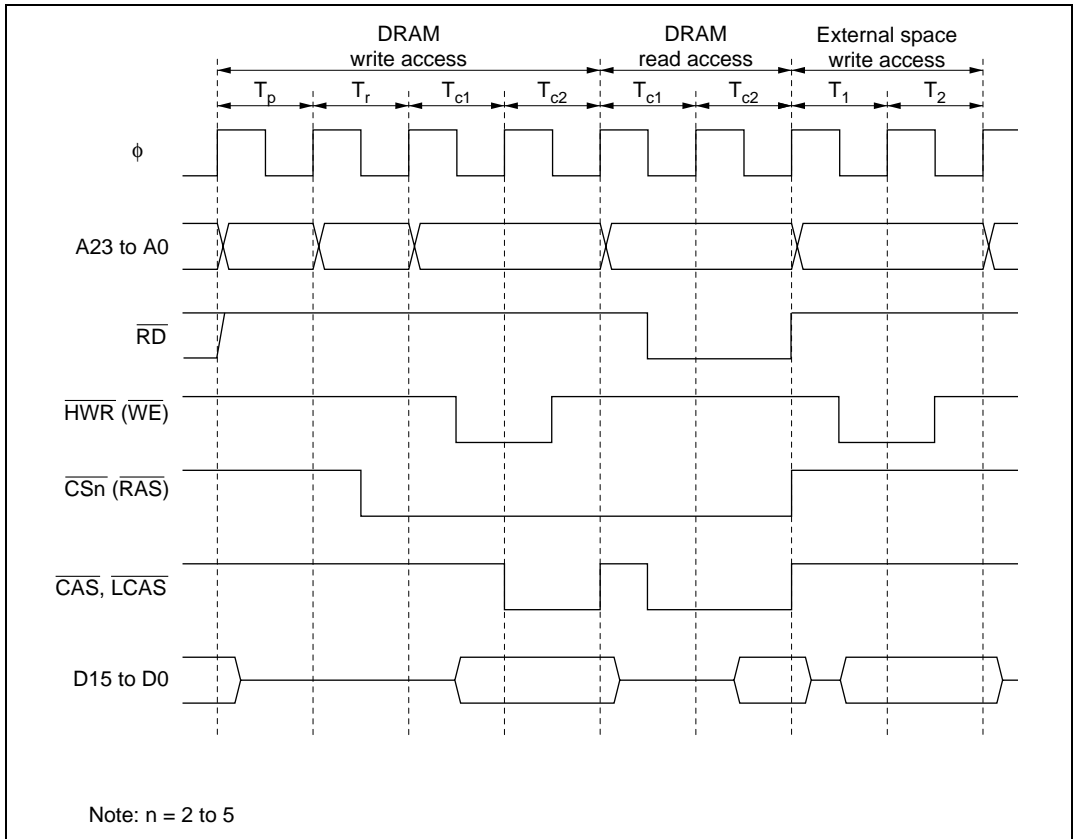 DRAM write access
DRAM read access
External space write access
Tp Tr Tc1 Tc2 Tc1 Tc2 T1 T2
φ
A23 to A0
RD
HWR (WE)
CSn (RAS)
CAS, LCAS
D15 to D0
Note: n = 2 to 5